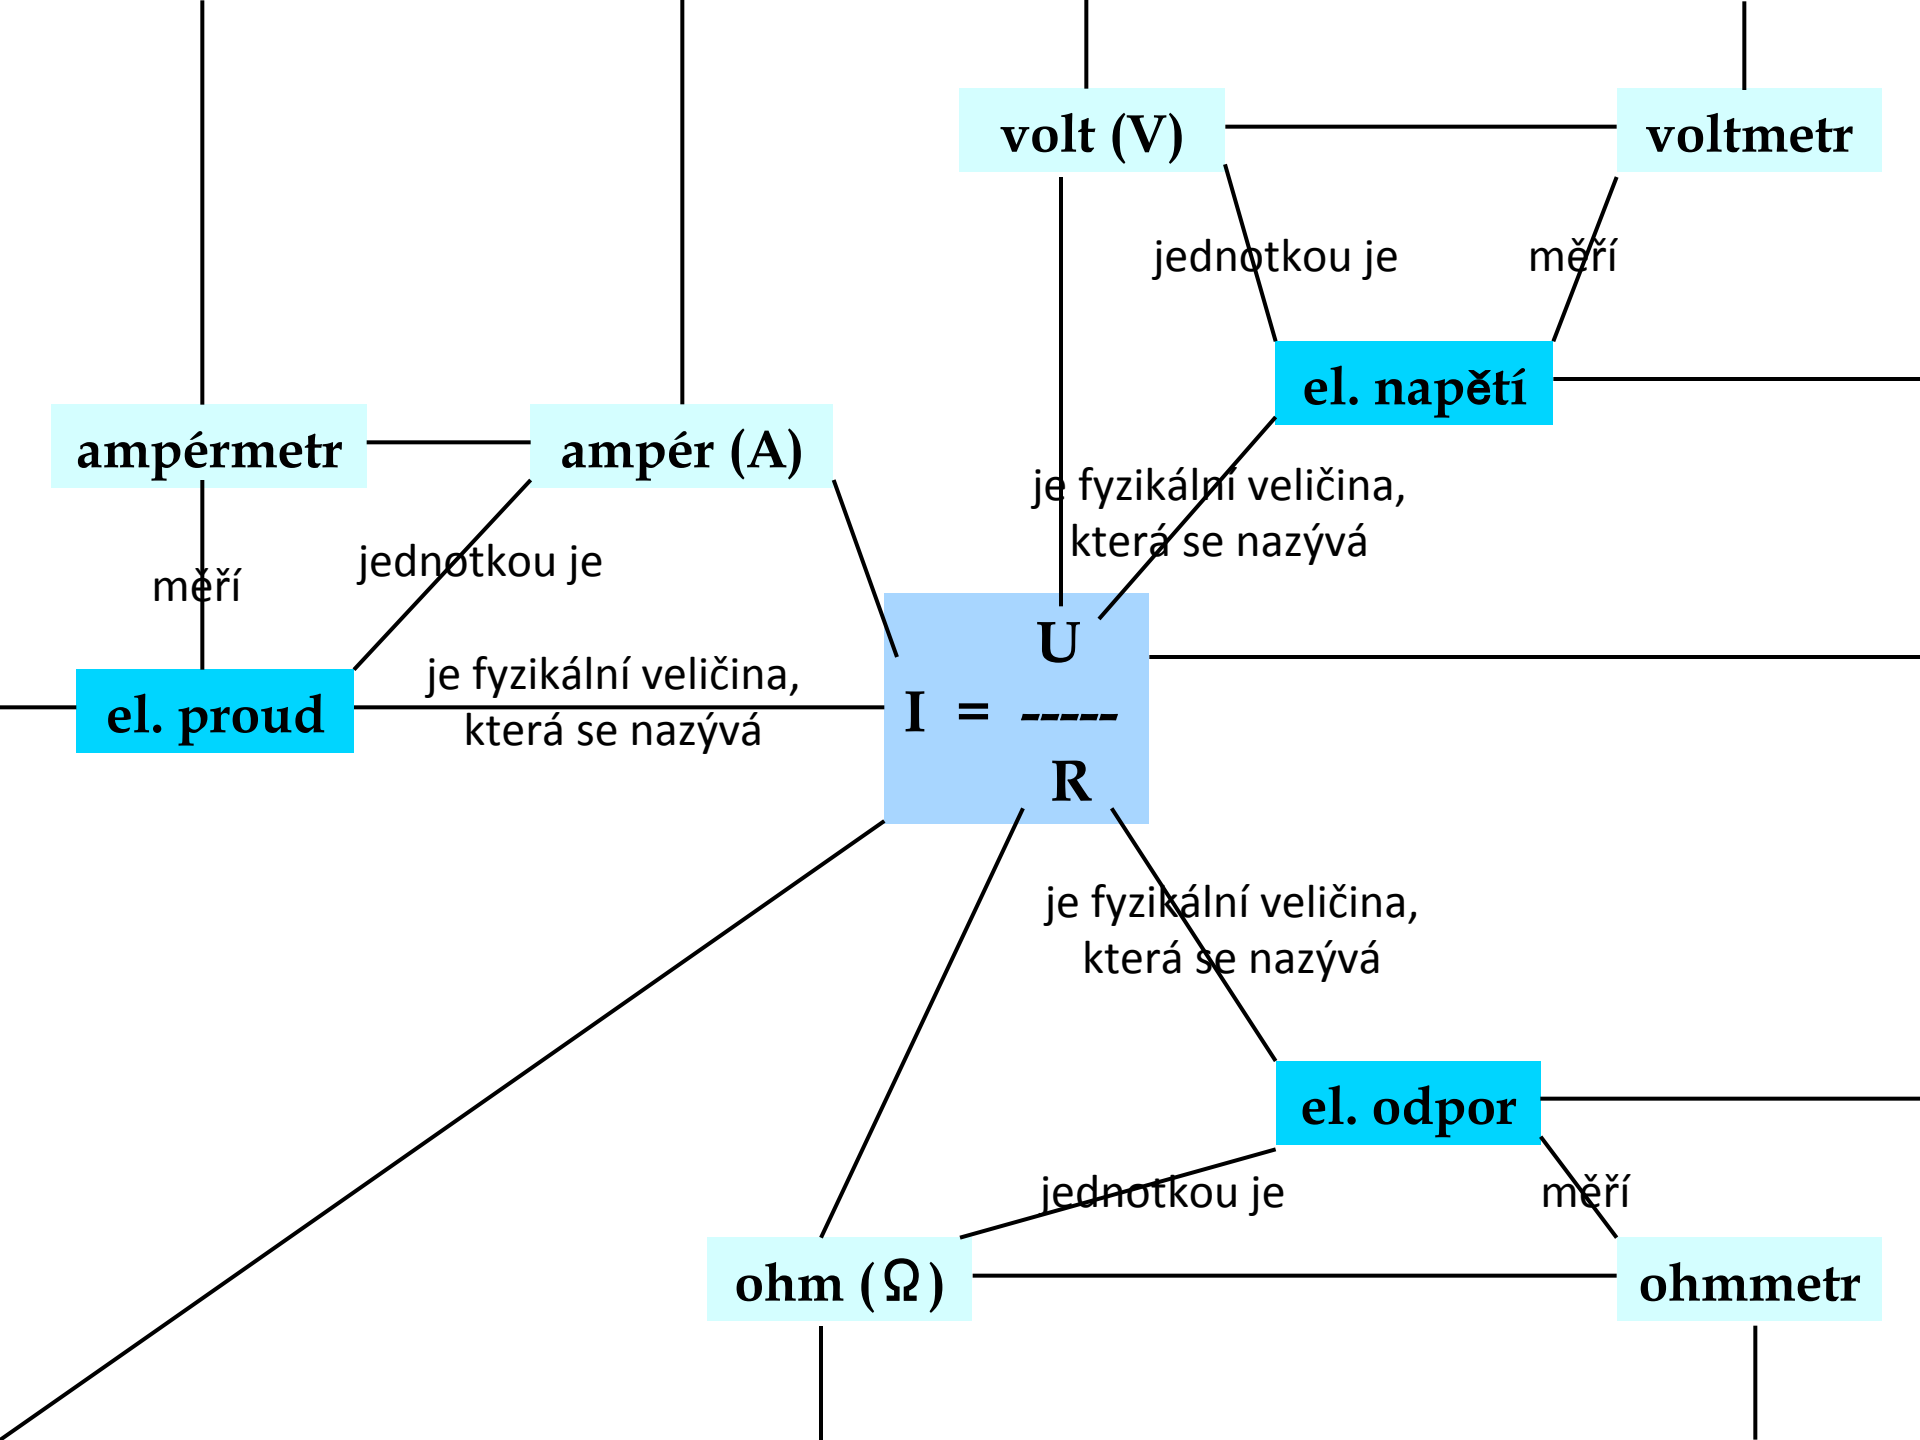 volt (V)
voltmetr
jednotkou je
měří
el. napětí
ampérmetr
ampér (A)
je fyzikální veličina,
která se nazývá
měří
jednotkou je
el. proud
je fyzikální veličina,
která se nazývá
U
I = -----
R
je fyzikální veličina,
která se nazývá
el. odpor
jednotkou je
měří
ohm (Ω)
ohmmetr